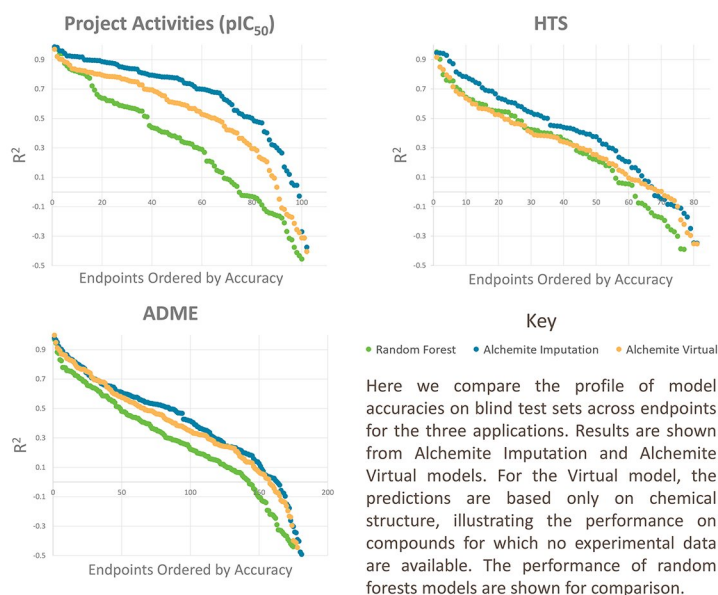 Project Activities (pIC50)
R2
0.9
0.7
0.5
0.3
0.1
-0.1
-0.3
-0.5
0 20 40 60 80 100
Endpoints Ordered by Accuracy
HTS
R2
0.9
0.7
0.5
0.3
0.1
-0.1
-0.3
-0.5
0 10 20 30 40 50 60 70 80
Endpoints Ordered by Accuracy
ADME
R2
0.9
0.7
0.5
0.3
0.1
-0.1
-0.3
-0.5
0 50 100 150 200
Endpoints Ordered by Accuracy
Key
Random Forest Alchemite Imputation Alchemite Virtual
Here we compare the profile of model
accuracies on blind test sets across endpoints
for the three applications. Results are shown
from Alchemite Imputation and Alchemite
Virtual models. For the Virtual model, the
predictions are based only on chemical
structure, illustrating the performance on
compounds for which no experimental data
are available. The performance of random
forests models are shown for comparison.